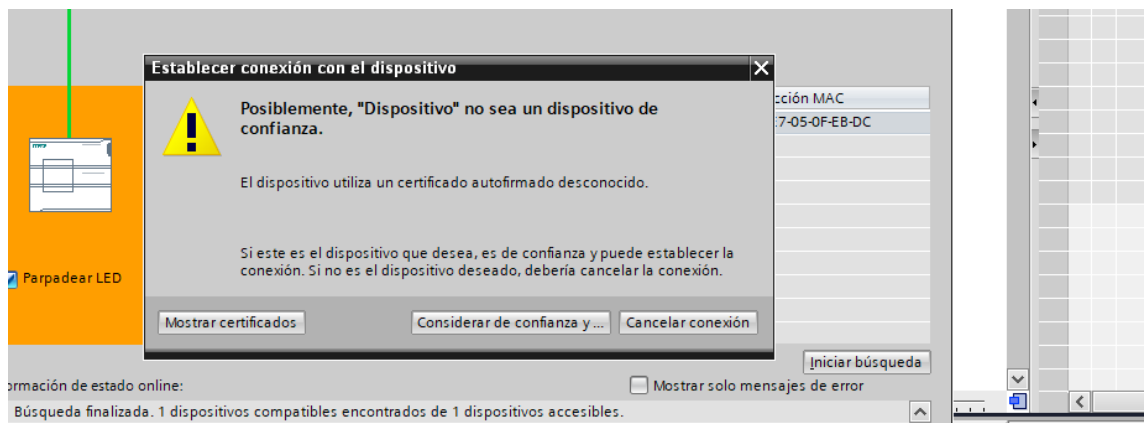 Establecer conexión con el dispositivo
Posiblemente, "Dispositivo" no sea un dispositivo de
confianza.
El dispositivo utiliza un certificado autofirmado desconocido.
Si este es el dispositivo que desea, es de confianza y puede establecer la
conexión. Si no es el dispositivo deseado, debería cancelar la conexión.
Mostrar certificados
Considerar de confianza y ...
Cancelar conexión
cción MAC
:7-05-0F-EB-DC
Parpadear LED
Iniciar búsqueda
ormación de estado online:
Mostrar solo mensajes de error
Búsqueda finalizada. 1 dispositivos compatibles encontrados de 1 dispositivos accesibles.